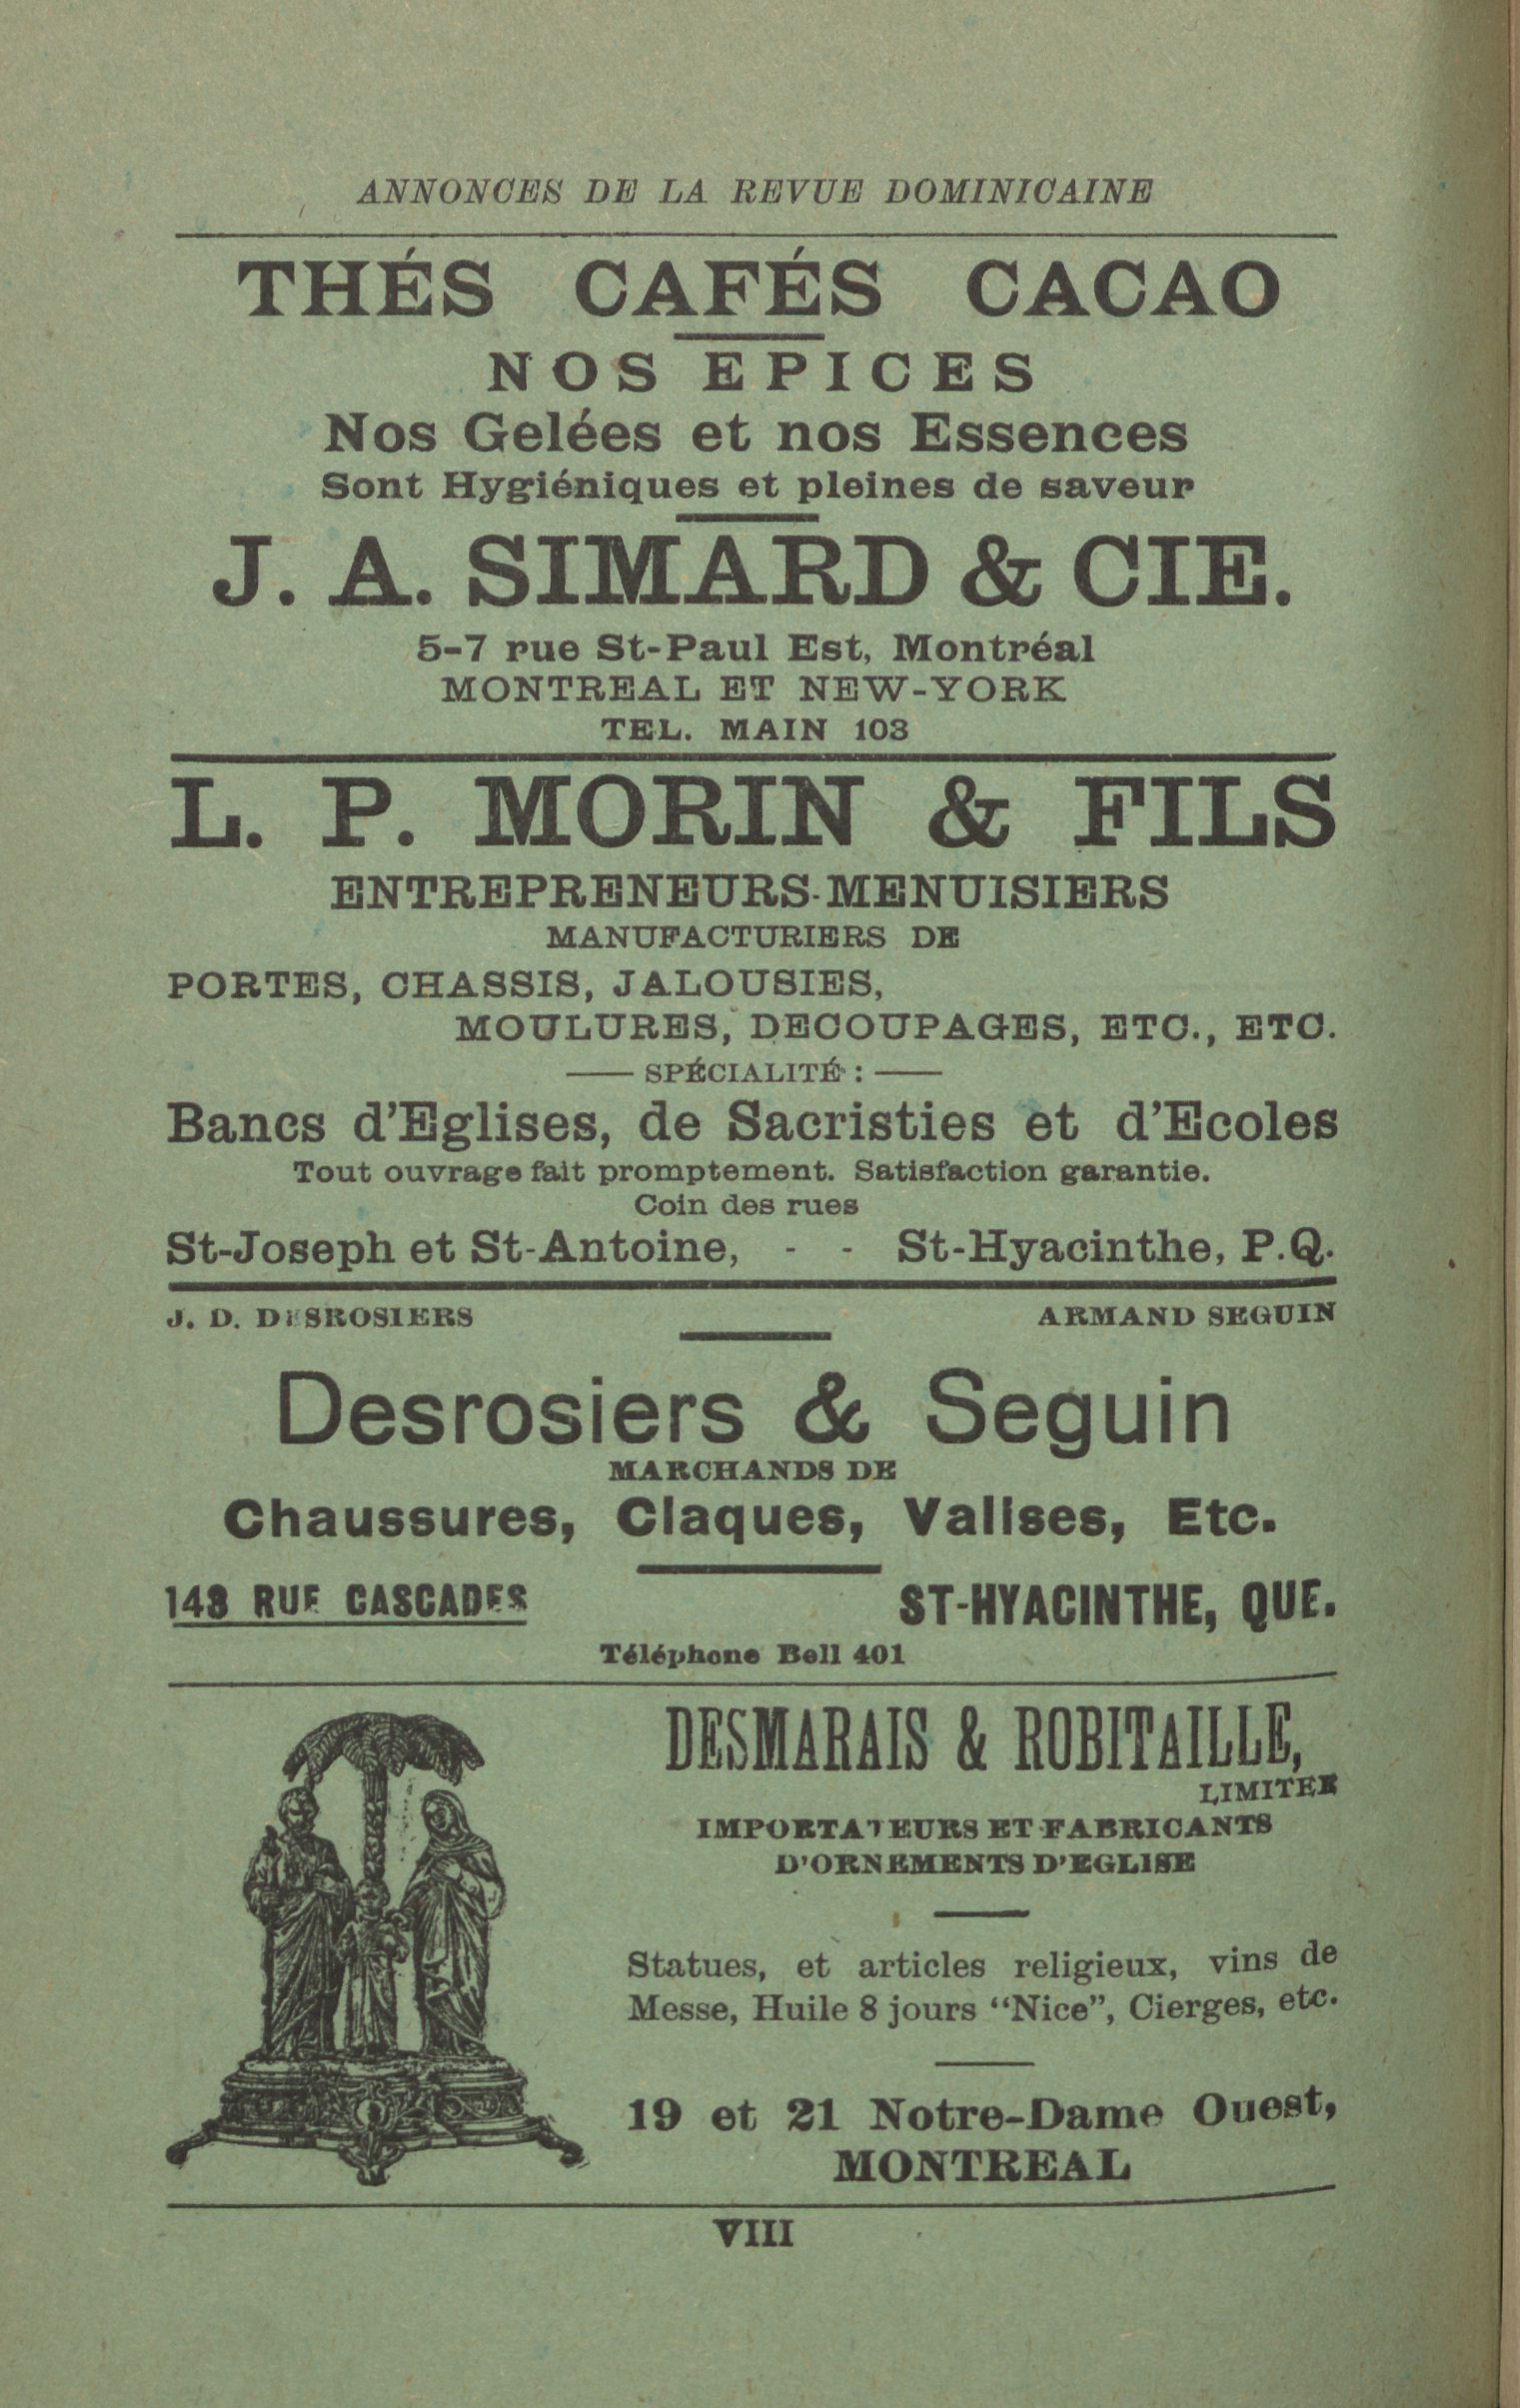 ANNONCES DE LA REVUE DOMINICAINE
THÉS CAFÉS CACAO
NOS EPICES
Nos Gelées et nos Essences
Sont Hygiéniques et pleines de saveur
J. A. SIMARD & CIE.
5-7 rue St-Paul Est, Montréal
MONTREAL ET NEW-YORK
TEL. MAIN 103
L. P. MORIN & FILS
ENTREPRENEURS-MENUISIERS
MANUFACTURIERS DE
PORTES, CHASSIS, JALOUSIES,
MOULURES, DECOUPAGES, ETC., ETC.
— SPÉCIALITÉ : —
Bancs d'Eglises, de Sacristies et d'Ecoles
Tout ouvrage fait promptement. Satisfaction garantie.
Coin des rues
St-Joseph et St-Antoine, - - St-Hyacinthe, P.Q.
J. D. DESROSIERS ARMAND SEGUIN
Desrosiers & Seguin
MARCHANDS DE
Chaussures, Claques, Valises, Etc.
143 RUE CASCADES ST-HYACINTHE, QUE.
Téléphone Bell 401
DESMARAIS & ROBITAILLE,
LIMITEE
IMPORTATEURS ET FABRICANTS
D'ORNEMENTS D'EGLISE
Statues, et articles religieux, vins de
Messe, Huile 8 jours “Nice”, Cierges, etc.
19 et 21 Notre-Dame Ouest,
MONTREAL
VIII